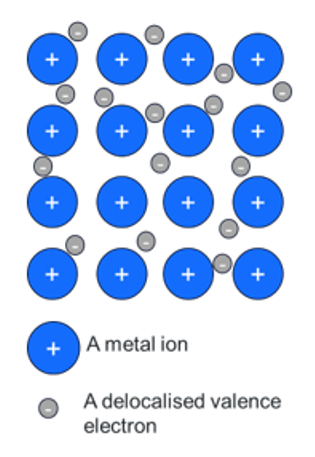 + + + +
+ + + +
+ + + +
+ + + +
+ A metal ion
- A delocalised valence
electron